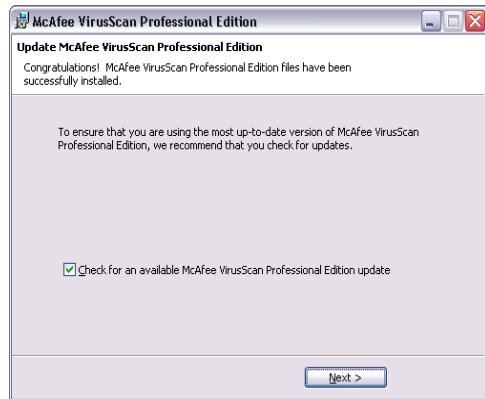 McAfee VirusScan Professional Edition
Update McAfee VirusScan Professional Edition
Congratulations! McAfee VirusScan Professional Edition files have been
successfully installed.
To ensure that you are using the most up-to-date version of McAfee VirusScan
Professional Edition, we recommend that you check for updates.
Check for an available McAfee VirusScan Professional Edition update
Next >